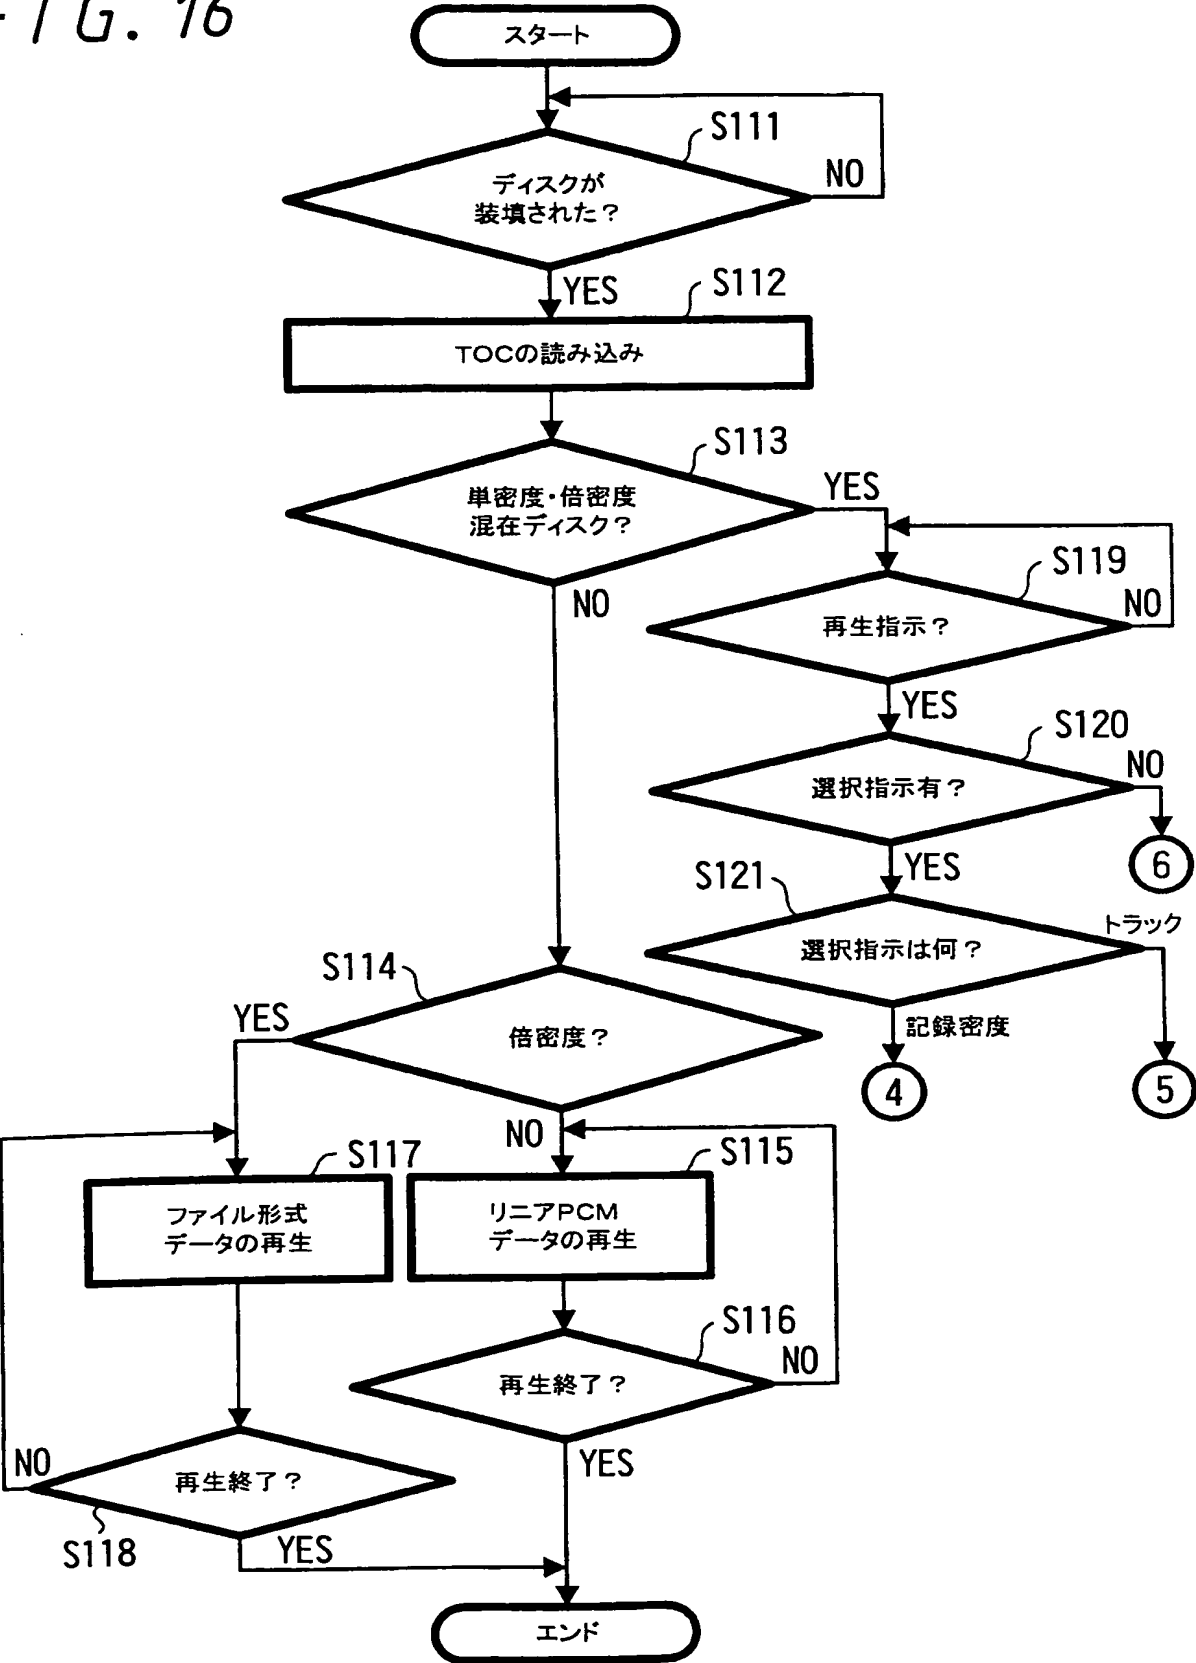 FIG. 16
スタート
S111
ディスクが
装填された?
NO
YES
S112
TOCの読み込み
S113
単密度・倍密度
混在ディスク?
YES
NO
S119
再生指示?
NO
YES
S120
選択指示有?
NO
6
YES
S121
選択指示は何?
トラック
記録密度
4
5
S114
倍密度?
YES
NO
S117
ファイル形式
データの再生
S115
リニアPCM
データの再生
S116
再生終了?
NO
YES
再生終了?
NO
S118
YES
エンド